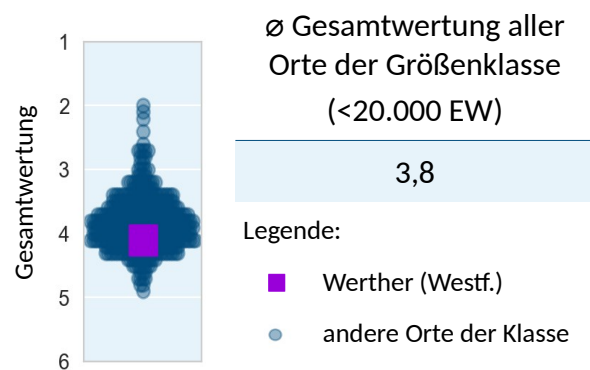 Gesamtwertung
1
2
3
4
5
6
⌀ Gesamtwertung aller
Orte der Größenklasse
(<20.000 EW)
3,8
Legende:
Werther (Westf.)
andere Orte der Klasse